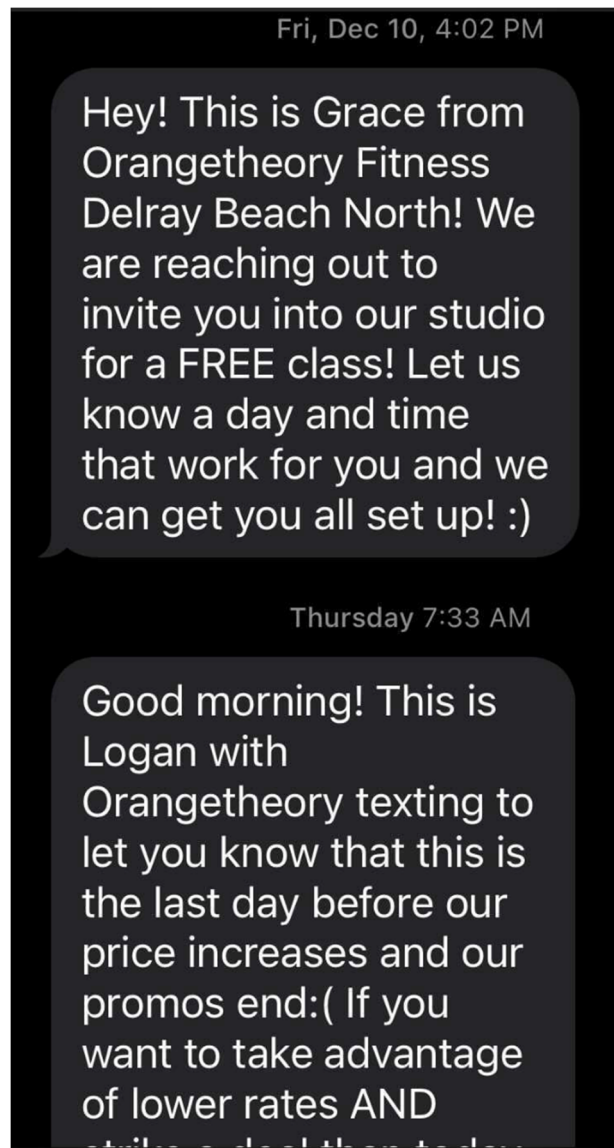 Fri, Dec 10, 4:02 PM
Hey! This is Grace from
Orangetheory Fitness
Delray Beach North! We
are reaching out to
invite you into our studio
for a FREE class! Let us
know a day and time
that work for you and we
can get you all set up! :)
Thursday 7:33 AM
Good morning! This is
Logan with
Orangetheory texting to
let you know that this is
the last day before our
price increases and our
promos end:( If you
want to take advantage
of lower rates AND